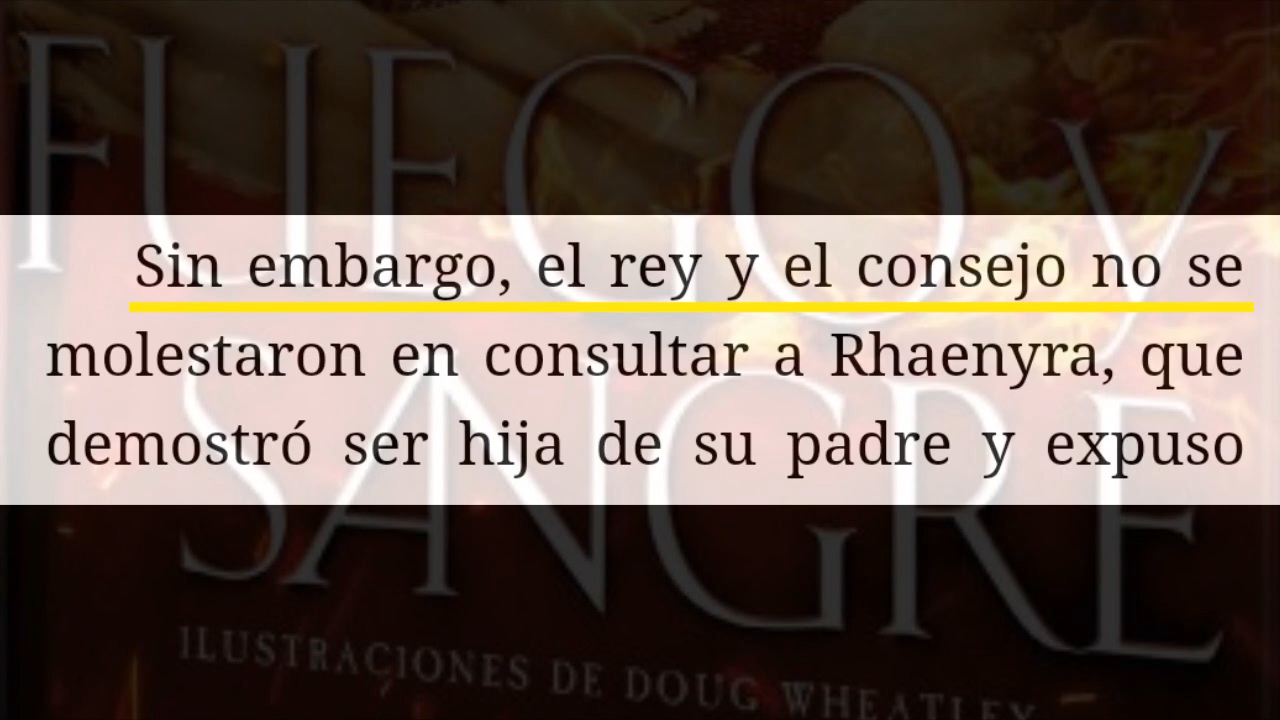 FUEGO Y
Sin embargo, el rey y el consejo no se
molestaron en consultar a Rhaenyra, que
demostró ser hija de su padre y expuso
SANGRE
ILUSTRACIONES DE DOUG WHEATLEY